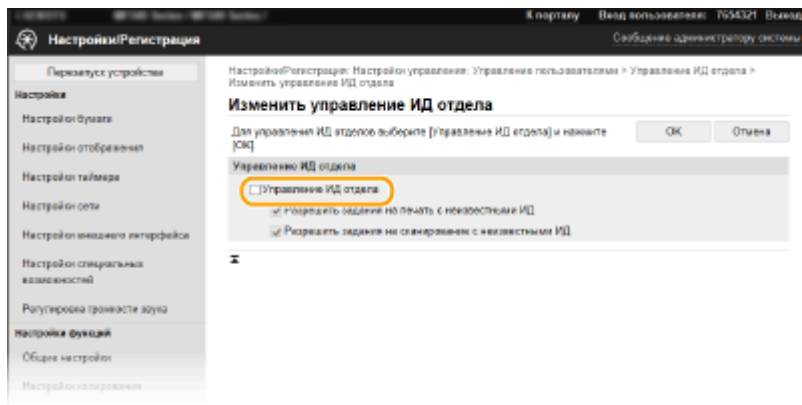 К порталу Вход пользователя: 7654321 Выход
Настройки/Регистрация Сообщение администратору системы
Перезапуск устройства
Настройки
Настройки бумаги
Настройки отображения
Настройки таймера
Настройки сети
Настройки внешнего интерфейса
Настройки специальных
возможностей
Регулировка громкости звука
Настройки функций
Общие настройки
Настройки копирования
Настройки/Регистрация: Настройки управления: Управление пользователями > Управление ИД отдела >
Изменить управление ИД отдела
Изменить управление ИД отдела
Для управления ИД отделов выберите [Управление ИД отдела] и нажмите
[OK].
OK Отмена
Управление ИД отдела
Управление ИД отдела
Разрешить задания на печать с неизвестными ИД
Разрешить задания на сканирование с неизвестными ИД